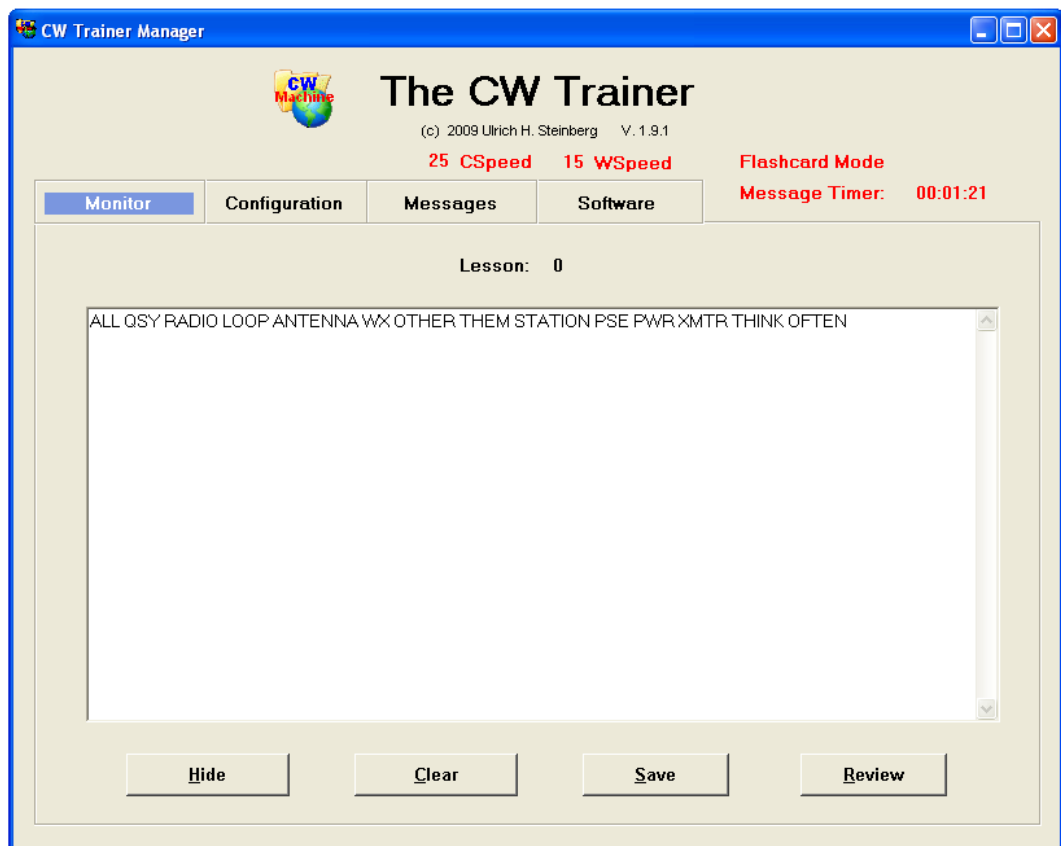 CW Trainer Manager
CW
Machine
The CW Trainer
(c) 2009 Ulrich H. Steinberg V. 1.9.1
25 CSpeed 15 WSpeed Flashcard Mode
Message Timer: 00:01:21
Monitor Configuration Messages Software
Lesson: 0
ALL QSY RADIO LOOP ANTENNA WX OTHER THEM STATION PSE PWR XMTR THINK OFTEN
Hide Clear Save Review